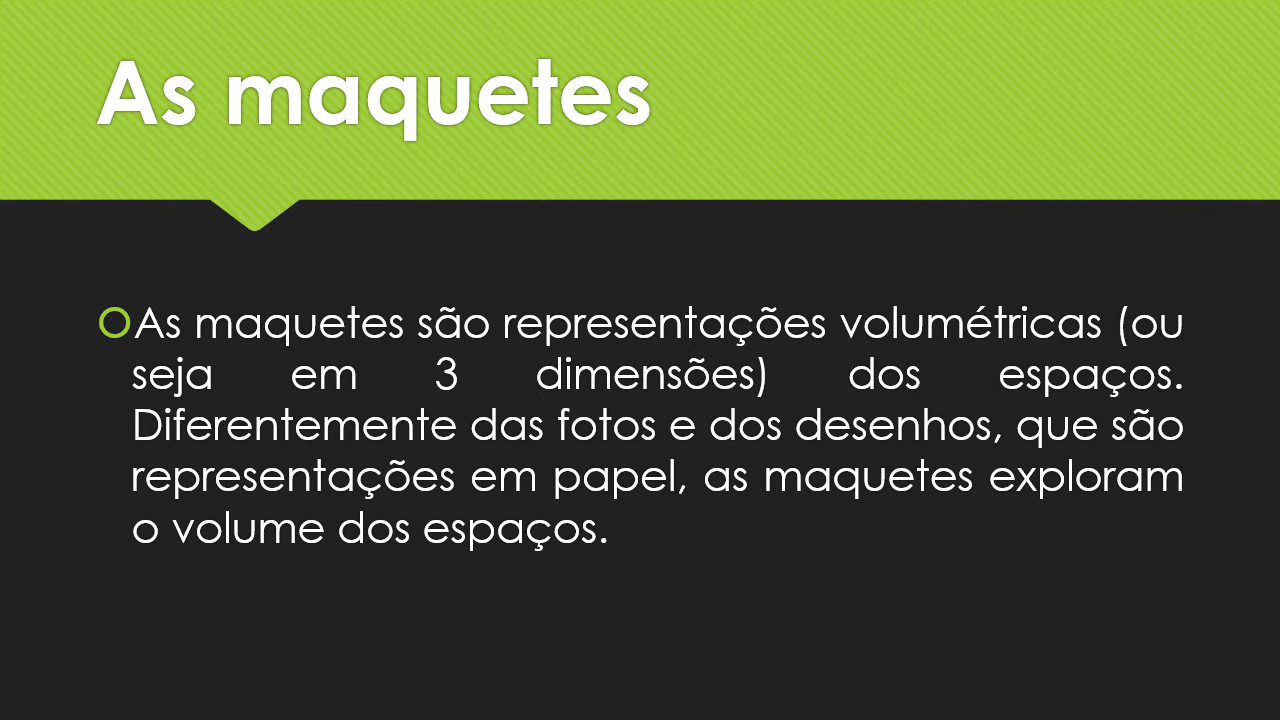 As maquetes
As maquetes são representações volumétricas (ou
seja em 3 dimensões) dos espaços.
Diferentemente das fotos e dos desenhos, que são
representações em papel, as maquetes exploram
o volume dos espaços.